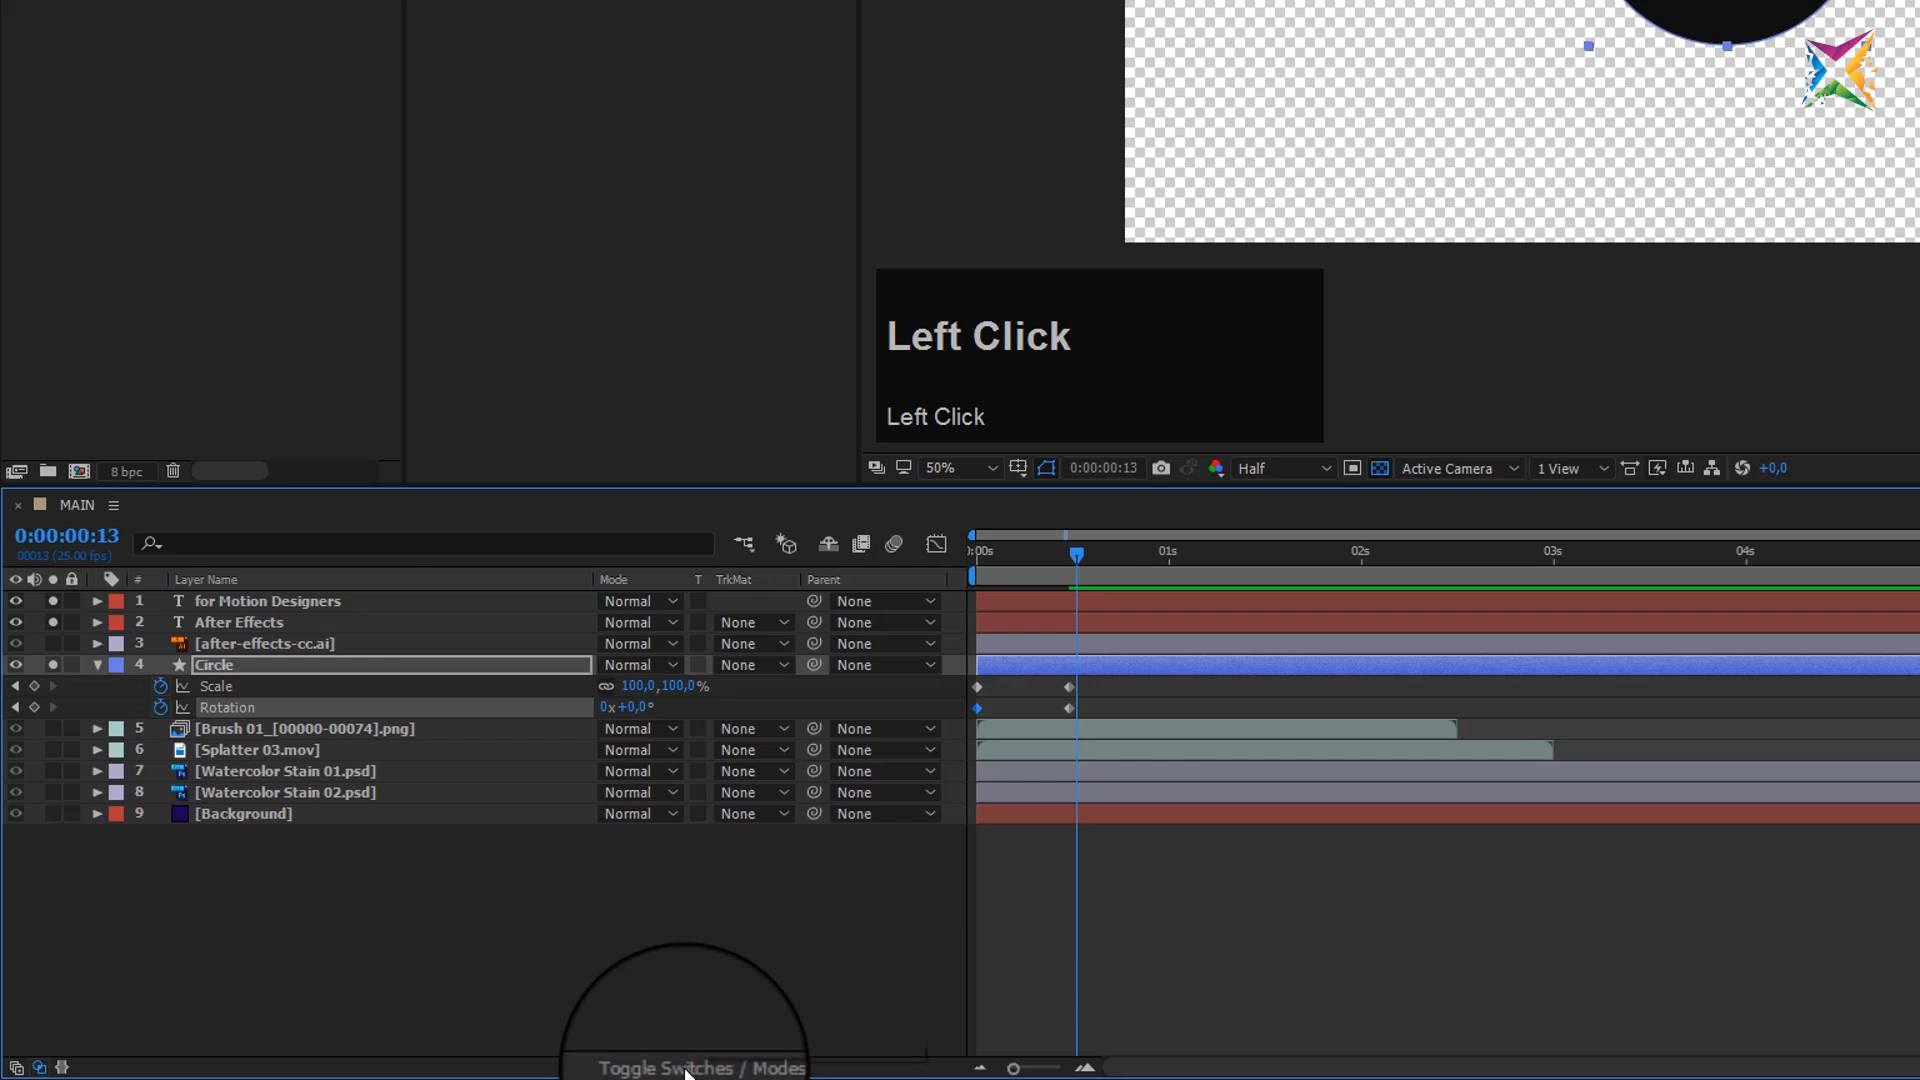 Left Click
Left Click
8 bpc
50%
0:00:00:13
Half
Active Camera
1 View
+0,0
MAIN
0:00:00:13
00013 (25.00 fps)
:00s 01s 02s 03s 04s
# Layer Name Mode T TrkMat Parent
1 T for Motion Designers Normal None
2 T After Effects Normal None None
3 [after-effects-cc.ai] Normal None None
4 Circle Normal None None
Scale 100,0,100,0%
Rotation 0x+0,0°
5 [Brush 01_[00000-00074].png] Normal None None
6 [Splatter 03.mov] Normal None None
7 [Watercolor Stain 01.psd] Normal None None
8 [Watercolor Stain 02.psd] Normal None None
9 [Background] Normal None None
Toggle Switches / Modes